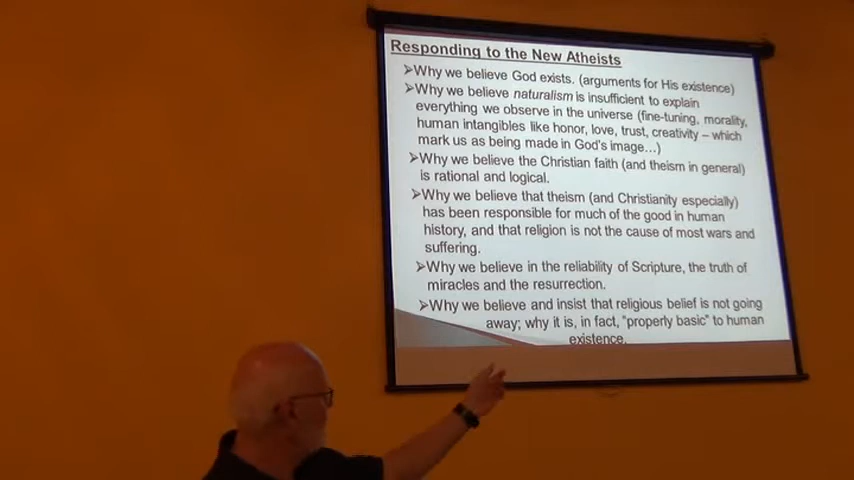 Responding to the New Atheists
➢Why we believe God exists. (arguments for His existence)
➢Why we believe naturalism is insufficient to explain
everything we observe in the universe (fine-tuning, morality,
human intangibles like honor, love, trust, creativity – which
mark us as being made in God's image…)
➢Why we believe the Christian faith (and theism in general)
is rational and logical.
➢Why we believe that theism (and Christianity especially)
has been responsible for much of the good in human
history, and that religion is not the cause of most wars and
suffering.
➢Why we believe in the reliability of Scripture, the truth of
miracles and the resurrection.
➢Why we believe and insist that religious belief is not going
away; why it is, in fact, "properly basic" to human
existence.